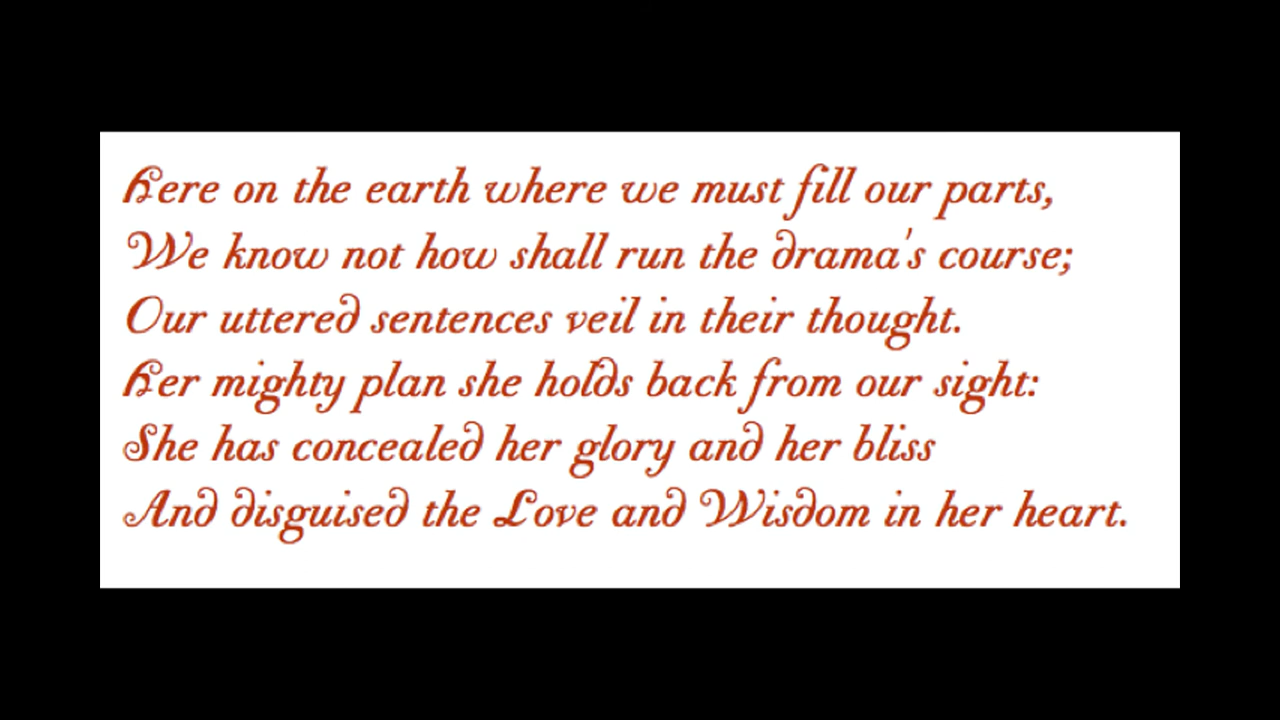 Here on the earth where we must fill our parts,
We know not how shall run the drama's course;
Our uttered sentences veil in their thought.
Her mighty plan she holds back from our sight:
She has concealed her glory and her bliss
And disguised the Love and Wisdom in her heart.